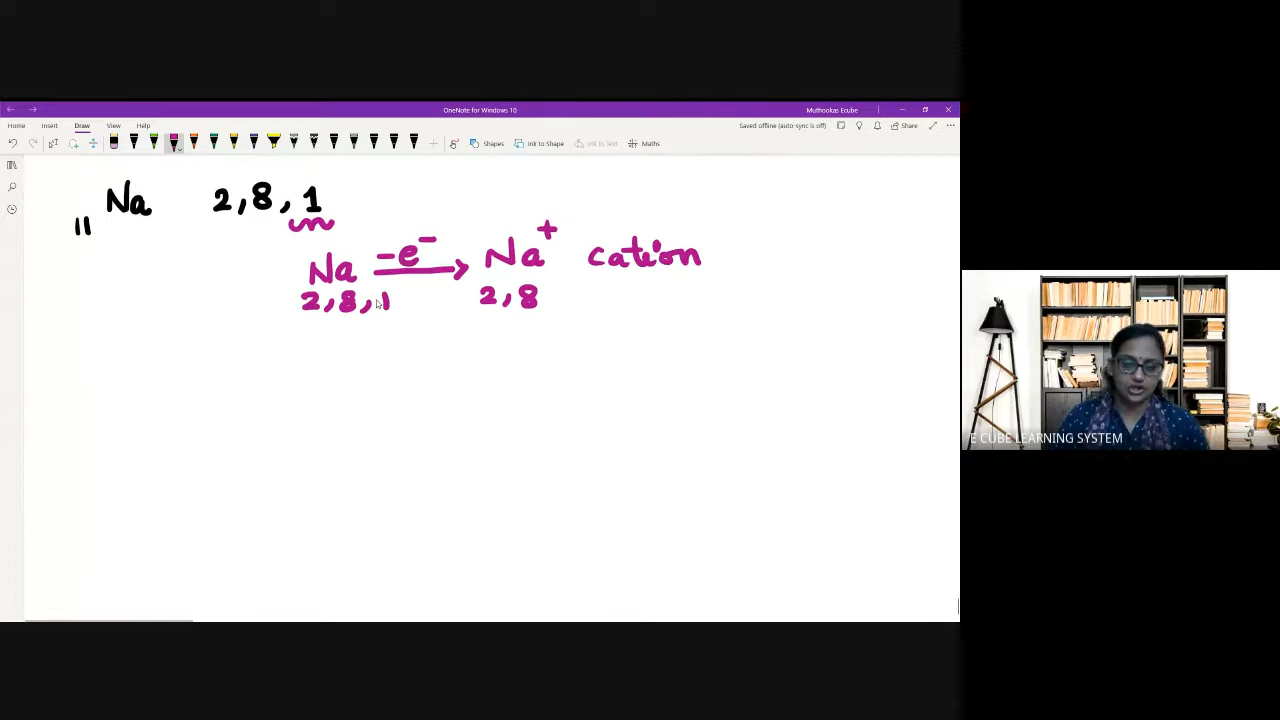 OneNote for Windows 10
Muthookas Ecube
Home Insert Draw View Help
Saved offline (auto-sync is off)
Share
Shapes
Ink to Shape
Ink to Text
Maths
11 Na 2,8,1
Na -e⁻ → Na⁺ cation
2,8,1 2,8
E CUBE LEARNING SYSTEM